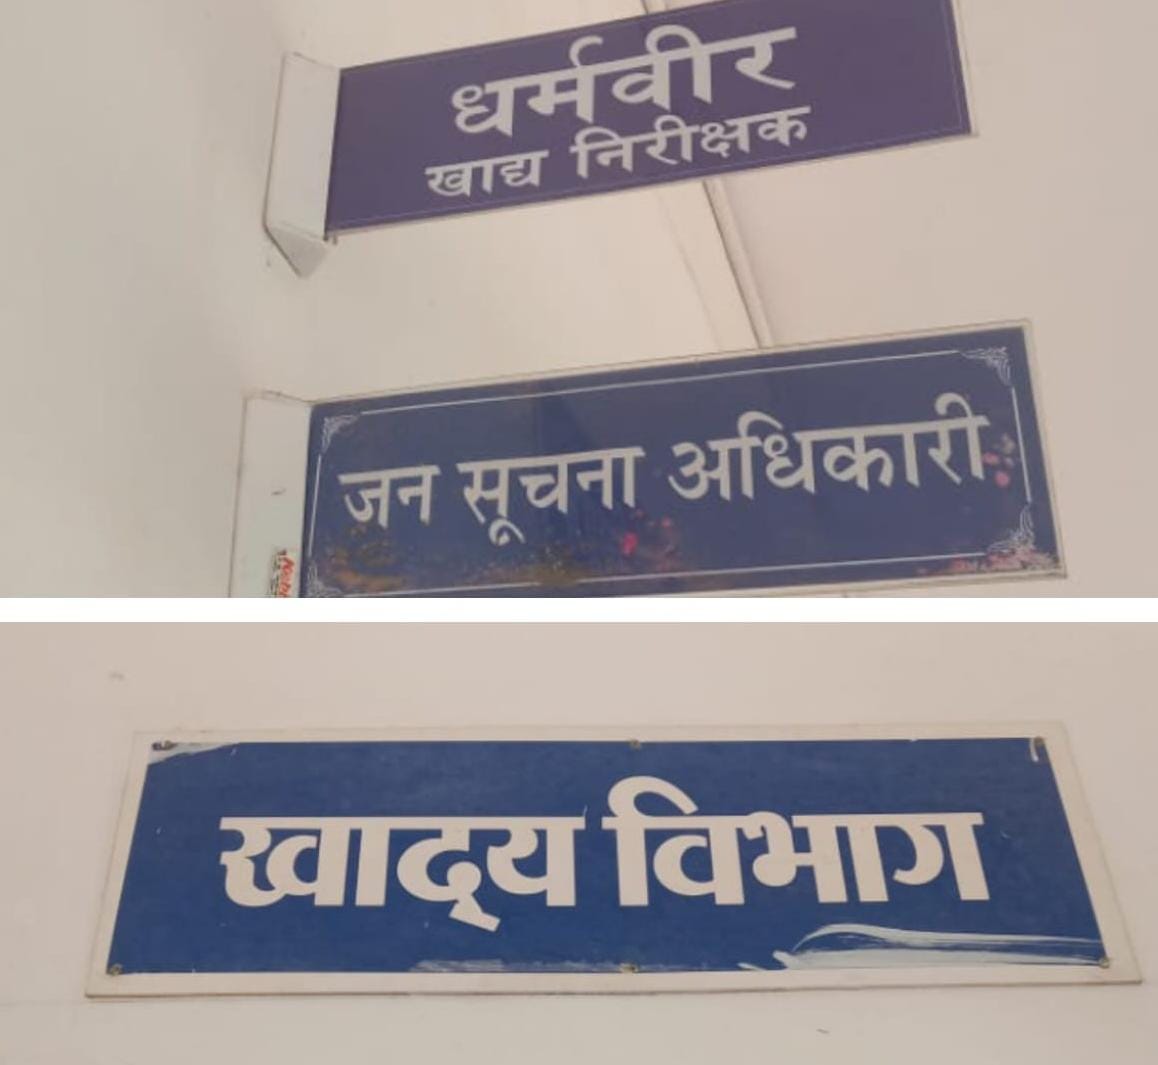 धर्मवीर
खाद्य निरीक्षक
जन सूचना अधिकारी
खाद्‌य विभाग